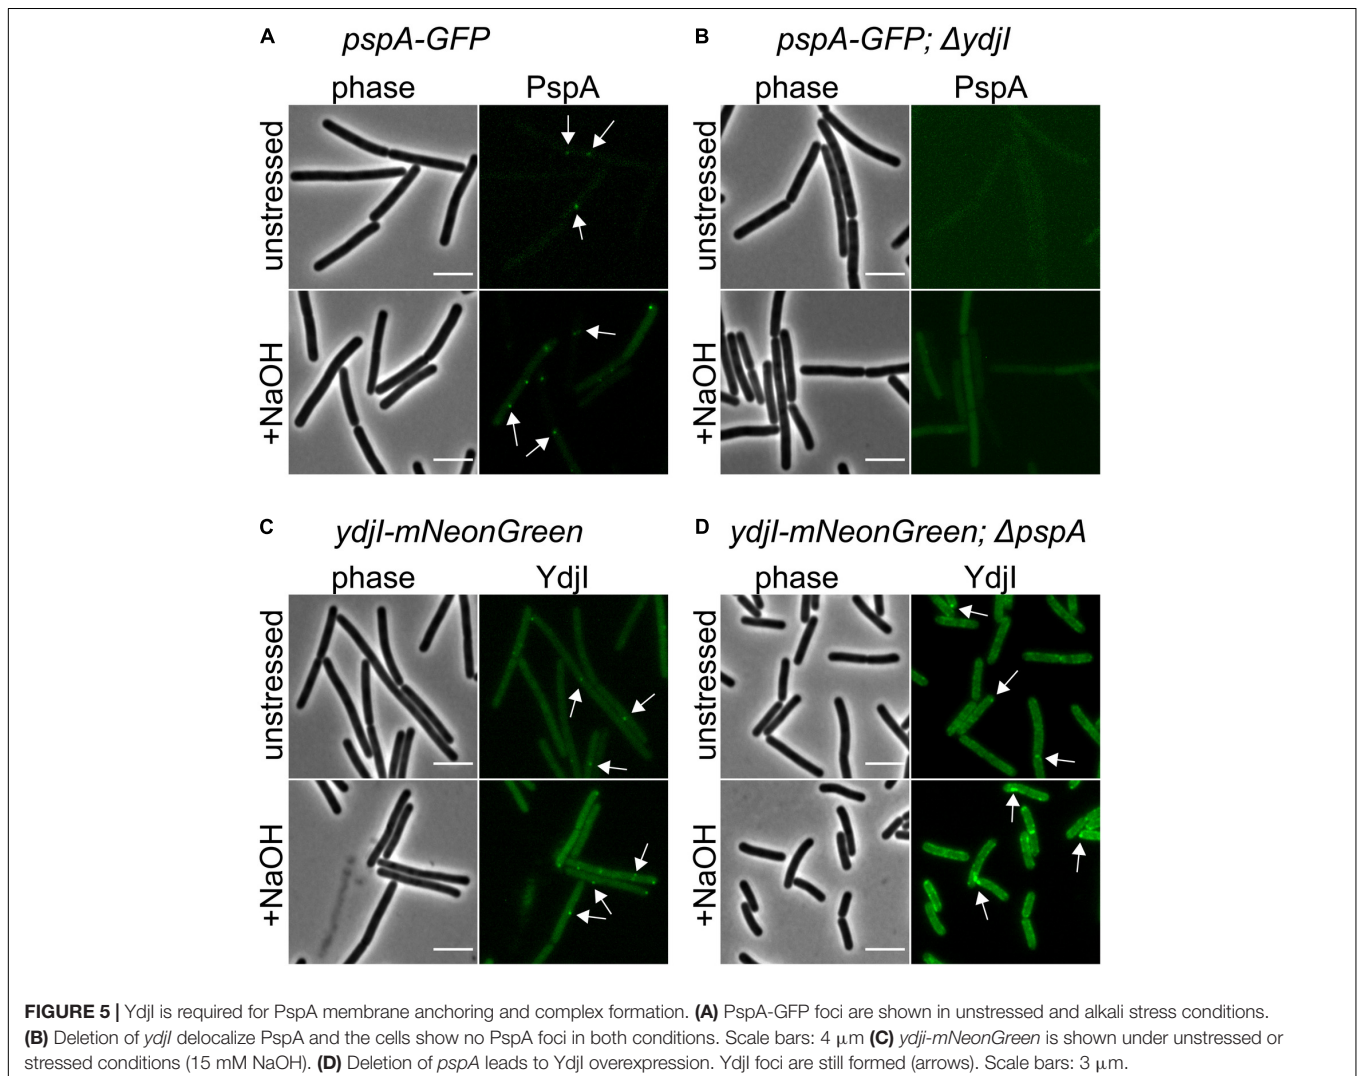 A pspA-GFP
phase PspA
unstressed
+NaOH
B pspA-GFP; ΔydjI
phase PspA
unstressed
+NaOH
C ydjI-mNeonGreen
phase YdjI
unstressed
+NaOH
D ydjI-mNeonGreen; ΔpspA
phase YdjI
unstressed
+NaOH
FIGURE 5 | YdjI is required for PspA membrane anchoring and complex formation. (A) PspA-GFP foci are shown in unstressed and alkali stress conditions.
(B) Deletion of ydjI delocalize PspA and the cells show no PspA foci in both conditions. Scale bars: 4 μm (C) ydji-mNeonGreen is shown under unstressed or
stressed conditions (15 mM NaOH). (D) Deletion of pspA leads to YdjI overexpression. YdjI foci are still formed (arrows). Scale bars: 3 μm.